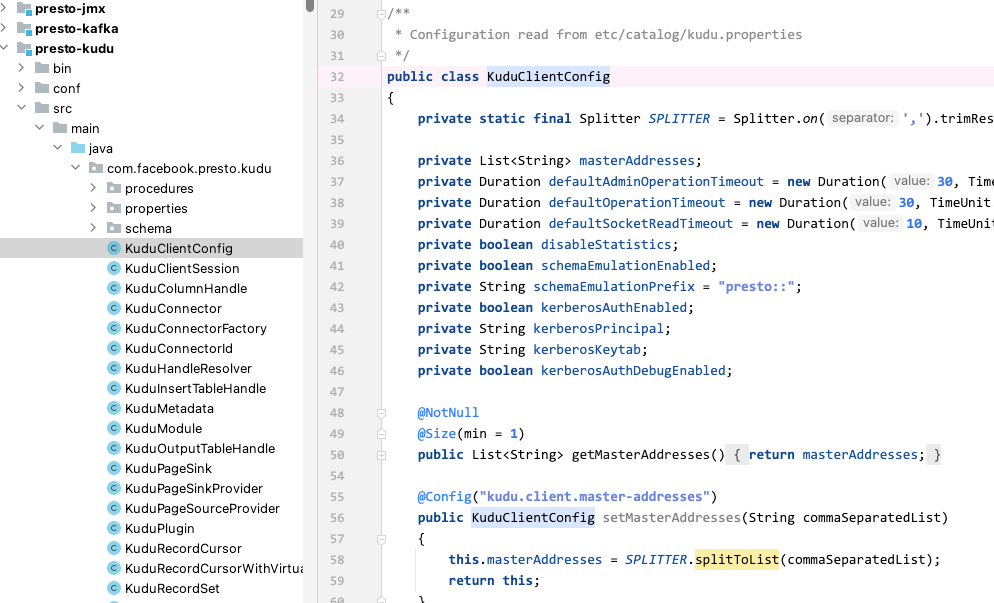 presto-jmx
presto-kafka
presto-kudu
bin
conf
src
main
java
com.facebook.presto.kudu
procedures
properties
schema
KuduClientConfig
KuduClientSession
KuduColumnHandle
KuduConnector
KuduConnectorFactory
KuduConnectorId
KuduHandleResolver
KuduInsertTableHandle
KuduMetadata
KuduModule
KuduOutputTableHandle
KuduPageSink
KuduPageSinkProvider
KuduPageSourceProvider
KuduPlugin
KuduRecordCursor
KuduRecordCursorWithVirtua
KuduRecordSet
29 /**
30 * Configuration read from etc/catalog/kudu.properties
31 */
32 public class KuduClientConfig
33 {
34 private static final Splitter SPLITTER = Splitter.on( separator: ',').trimRes
35
36 private List<String> masterAddresses;
37 private Duration defaultAdminOperationTimeout = new Duration( value: 30, Time
38 private Duration defaultOperationTimeout = new Duration( value: 30, TimeUnit
39 private Duration defaultSocketReadTimeout = new Duration( value: 10, TimeUnit
40 private boolean disableStatistics;
41 private boolean schemaEmulationEnabled;
42 private String schemaEmulationPrefix = "presto::";
43 private boolean kerberosAuthEnabled;
44 private String kerberosPrincipal;
45 private String kerberosKeytab;
46 private boolean kerberosAuthDebugEnabled;
47
48 @NotNull
49 @Size(min = 1)
50 public List<String> getMasterAddresses() { return masterAddresses; }
54
55 @Config("kudu.client.master-addresses")
56 public KuduClientConfig setMasterAddresses(String commaSeparatedList)
57 {
58 this.masterAddresses = SPLITTER.splitToList(commaSeparatedList);
59 return this;
60 }